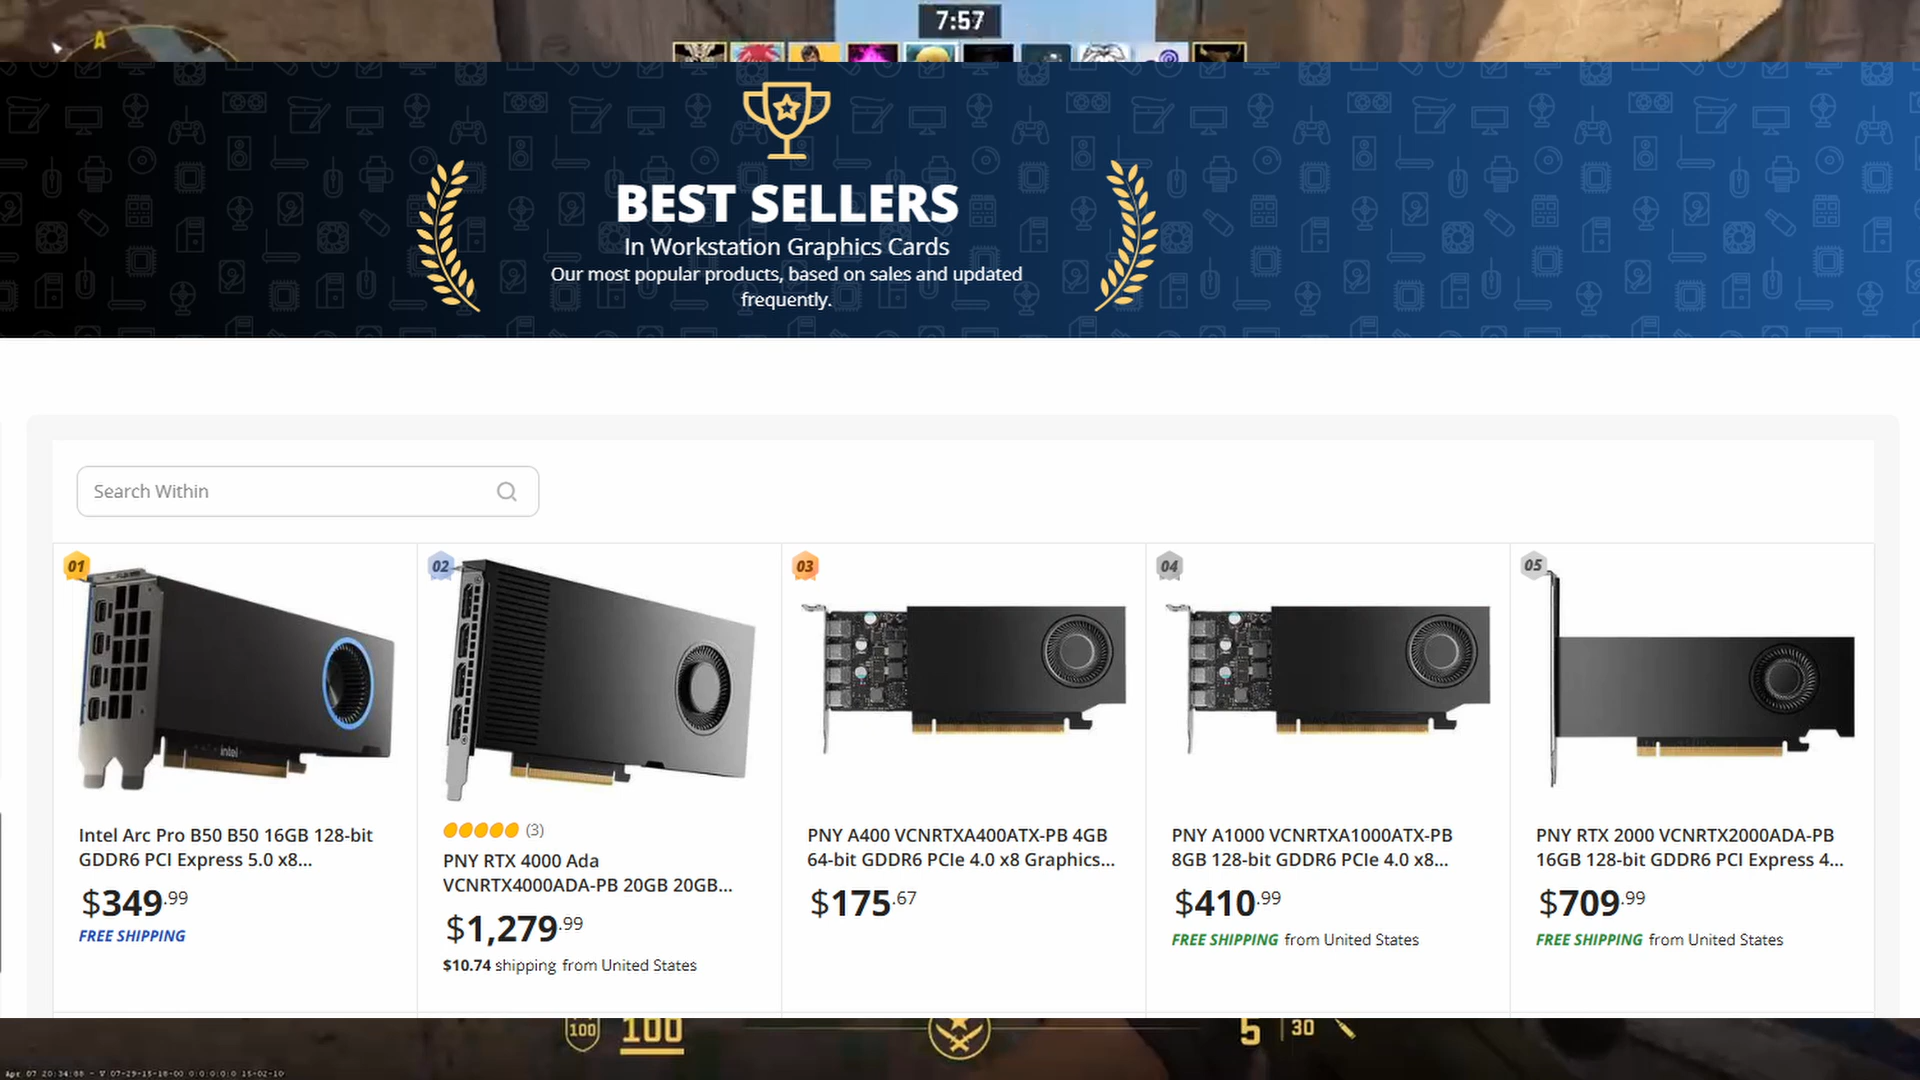 7:57
A
BEST SELLERS
In Workstation Graphics Cards
Our most popular products, based on sales and updated
frequently.
Search Within
01
02
03
04
05
intel
Intel Arc Pro B50 B50 16GB 128-bit
GDDR6 PCI Express 5.0 x8...
$349.99
FREE SHIPPING
(3)
PNY RTX 4000 Ada
VCNRTX4000ADA-PB 20GB 20GB...
$1,279.99
$10.74 shipping from United States
PNY A400 VCNRTXA400ATX-PB 4GB
64-bit GDDR6 PCIe 4.0 x8 Graphics...
$175.67
PNY A1000 VCNRTXA1000ATX-PB
8GB 128-bit GDDR6 PCIe 4.0 x8...
$410.99
FREE SHIPPING from United States
PNY RTX 2000 VCNRTX2000ADA-PB
16GB 128-bit GDDR6 PCI Express 4...
$709.99
FREE SHIPPING from United States
100
100
5
30